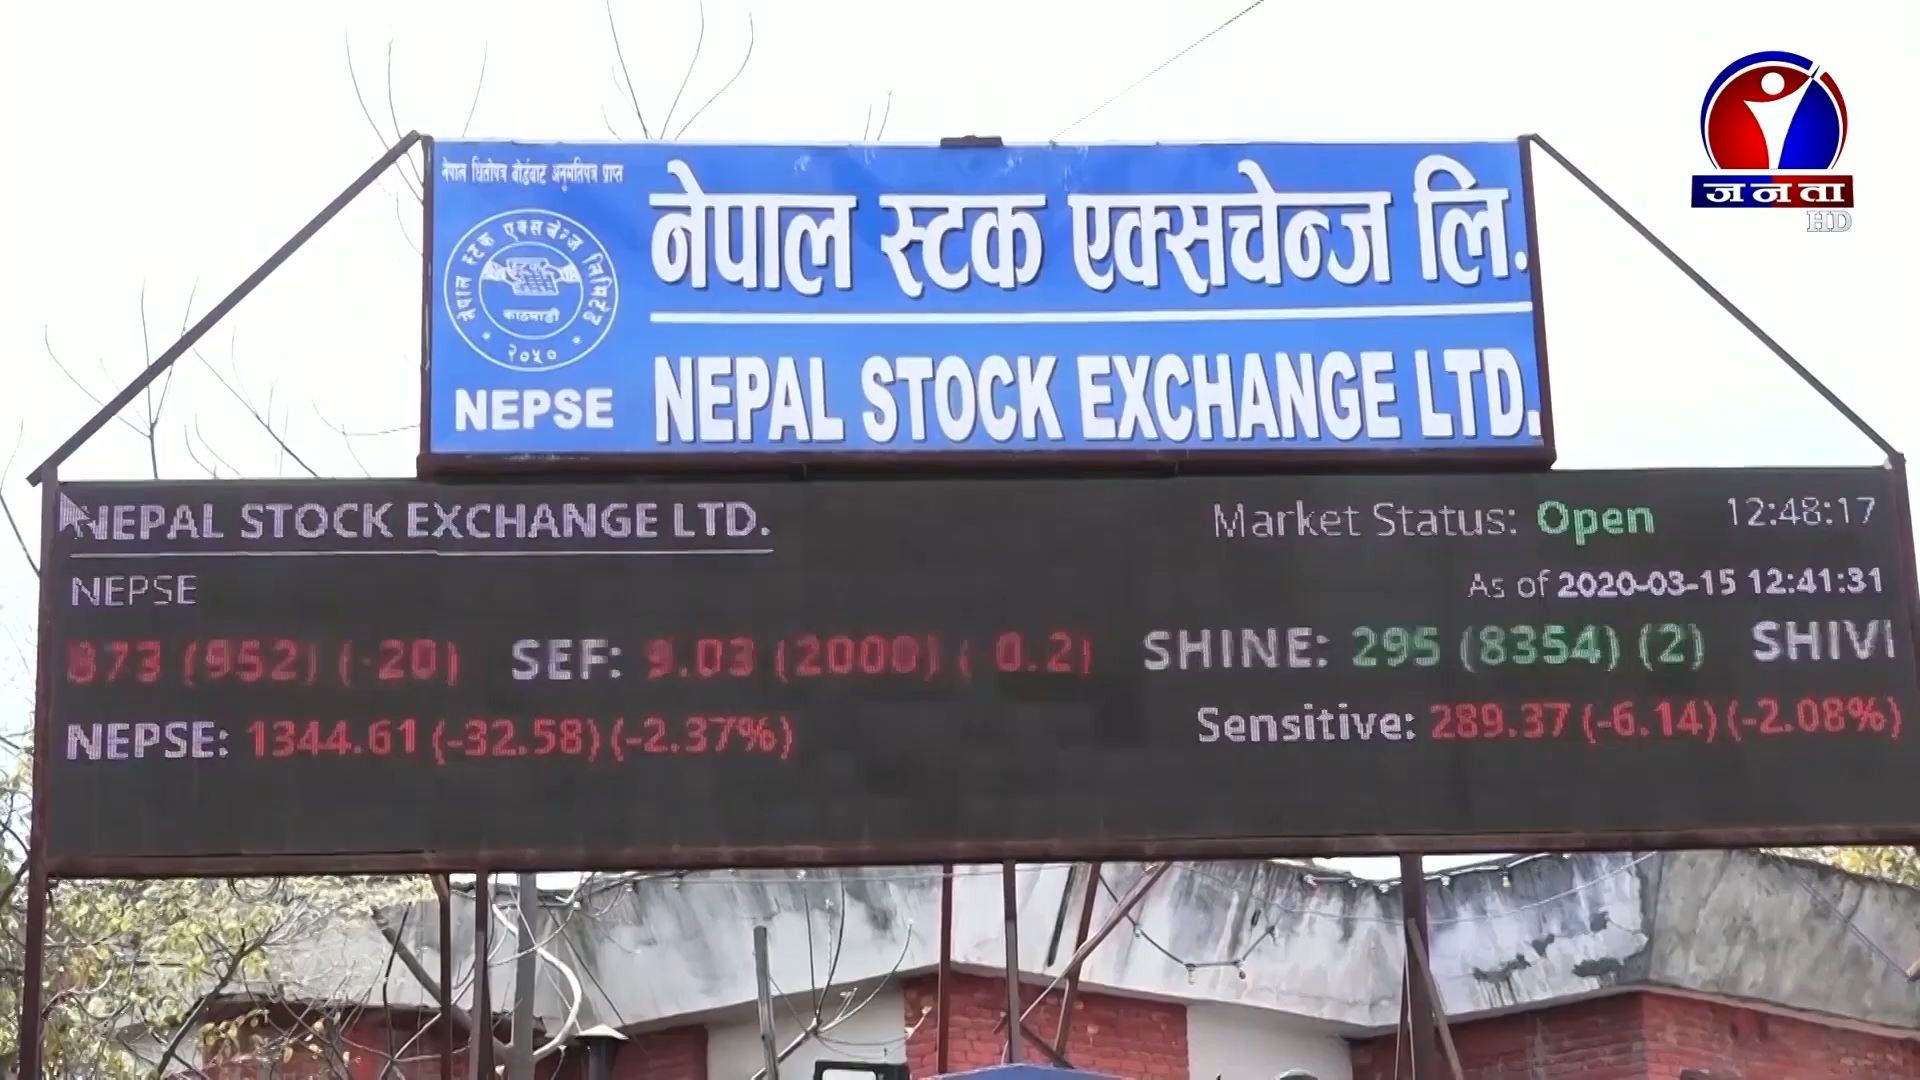 जनता
HD
नेपाल धितोपत्र बोर्डबाट अनुमतिपत्र प्राप्त
नेपाल स्टक एक्सचेन्ज लि.
नेपाल स्टक एक्सचेन्ज लिमिटेड
काठमाडौं
२०५०
NEPSE
NEPAL STOCK EXCHANGE LTD.
NEPAL STOCK EXCHANGE LTD. Market Status: Open 12:48:17
NEPSE As of 2020-03-15 12:41:31
873 (952) (-20) SEF: 9.03 (2000) (-0.2) SHINE: 295 (8354) (2) SHIVI
NEPSE: 1344.61 (-32.58) (-2.37%) Sensitive: 289.37 (-6.14) (-2.08%)